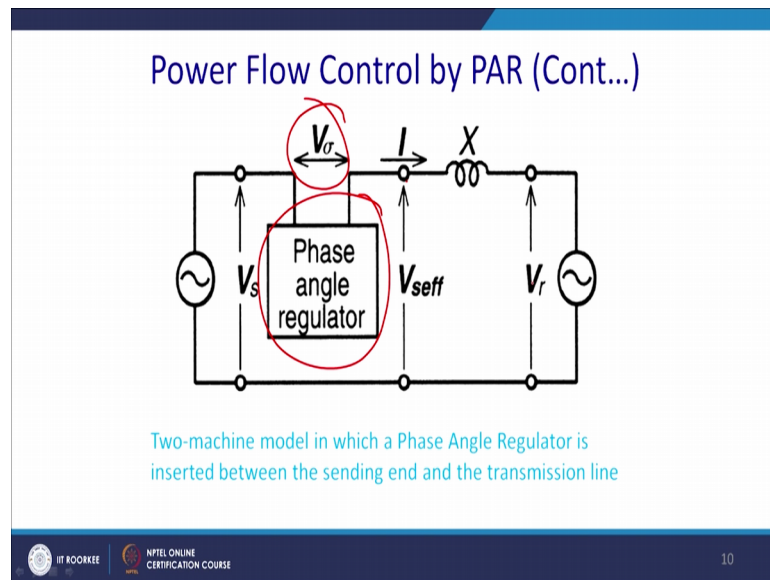 Power Flow Control by PAR (Cont...)
Vσ
I
X
Vs
Phase
angle
regulator
Vseff
Vr
Two-machine model in which a Phase Angle Regulator is
inserted between the sending end and the transmission line
IIT ROORKEE
NPTEL ONLINE
CERTIFICATION COURSE
10